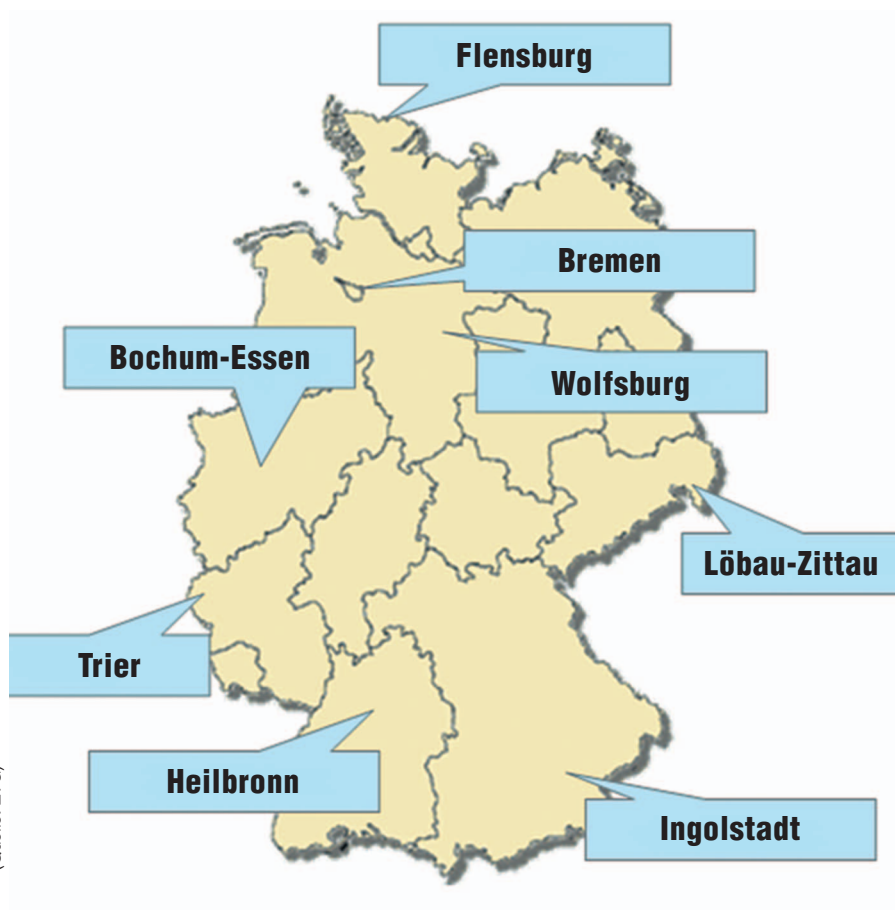 Flensburg
Bremen
Bochum-Essen
Wolfsburg
Löbau-Zittau
Trier
Heilbronn
Ingolstadt